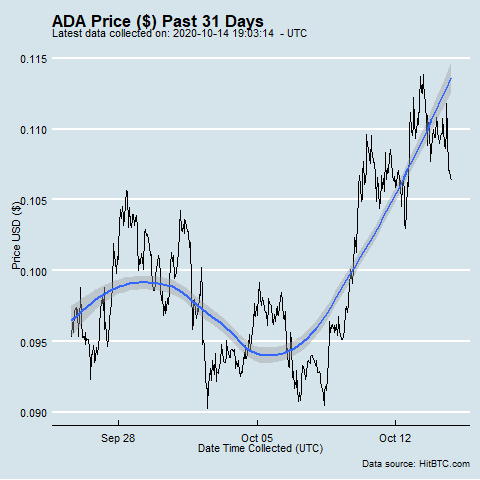 ADA Price ($) Past 31 Days
Latest data collected on: 2020-10-14 19:03:14 - UTC
0.115
0.110
0.105
0.100
0.095
0.090
Price USD ($)
Sep 28
Oct 05
Oct 12
Date Time Collected (UTC)
Data source: HitBTC.com